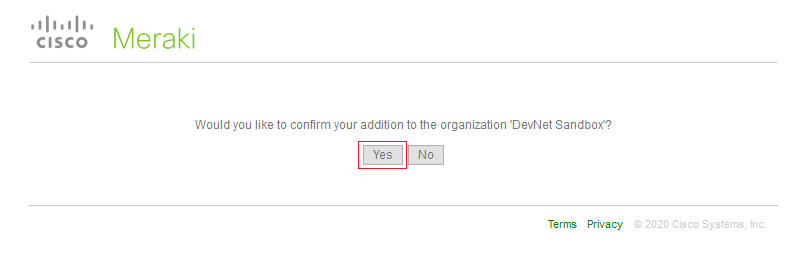 CISCO Meraki
Would you like to confirm your addition to the organization 'DevNet Sandbox'?
Yes No
Terms Privacy © 2020 Cisco Systems, Inc.